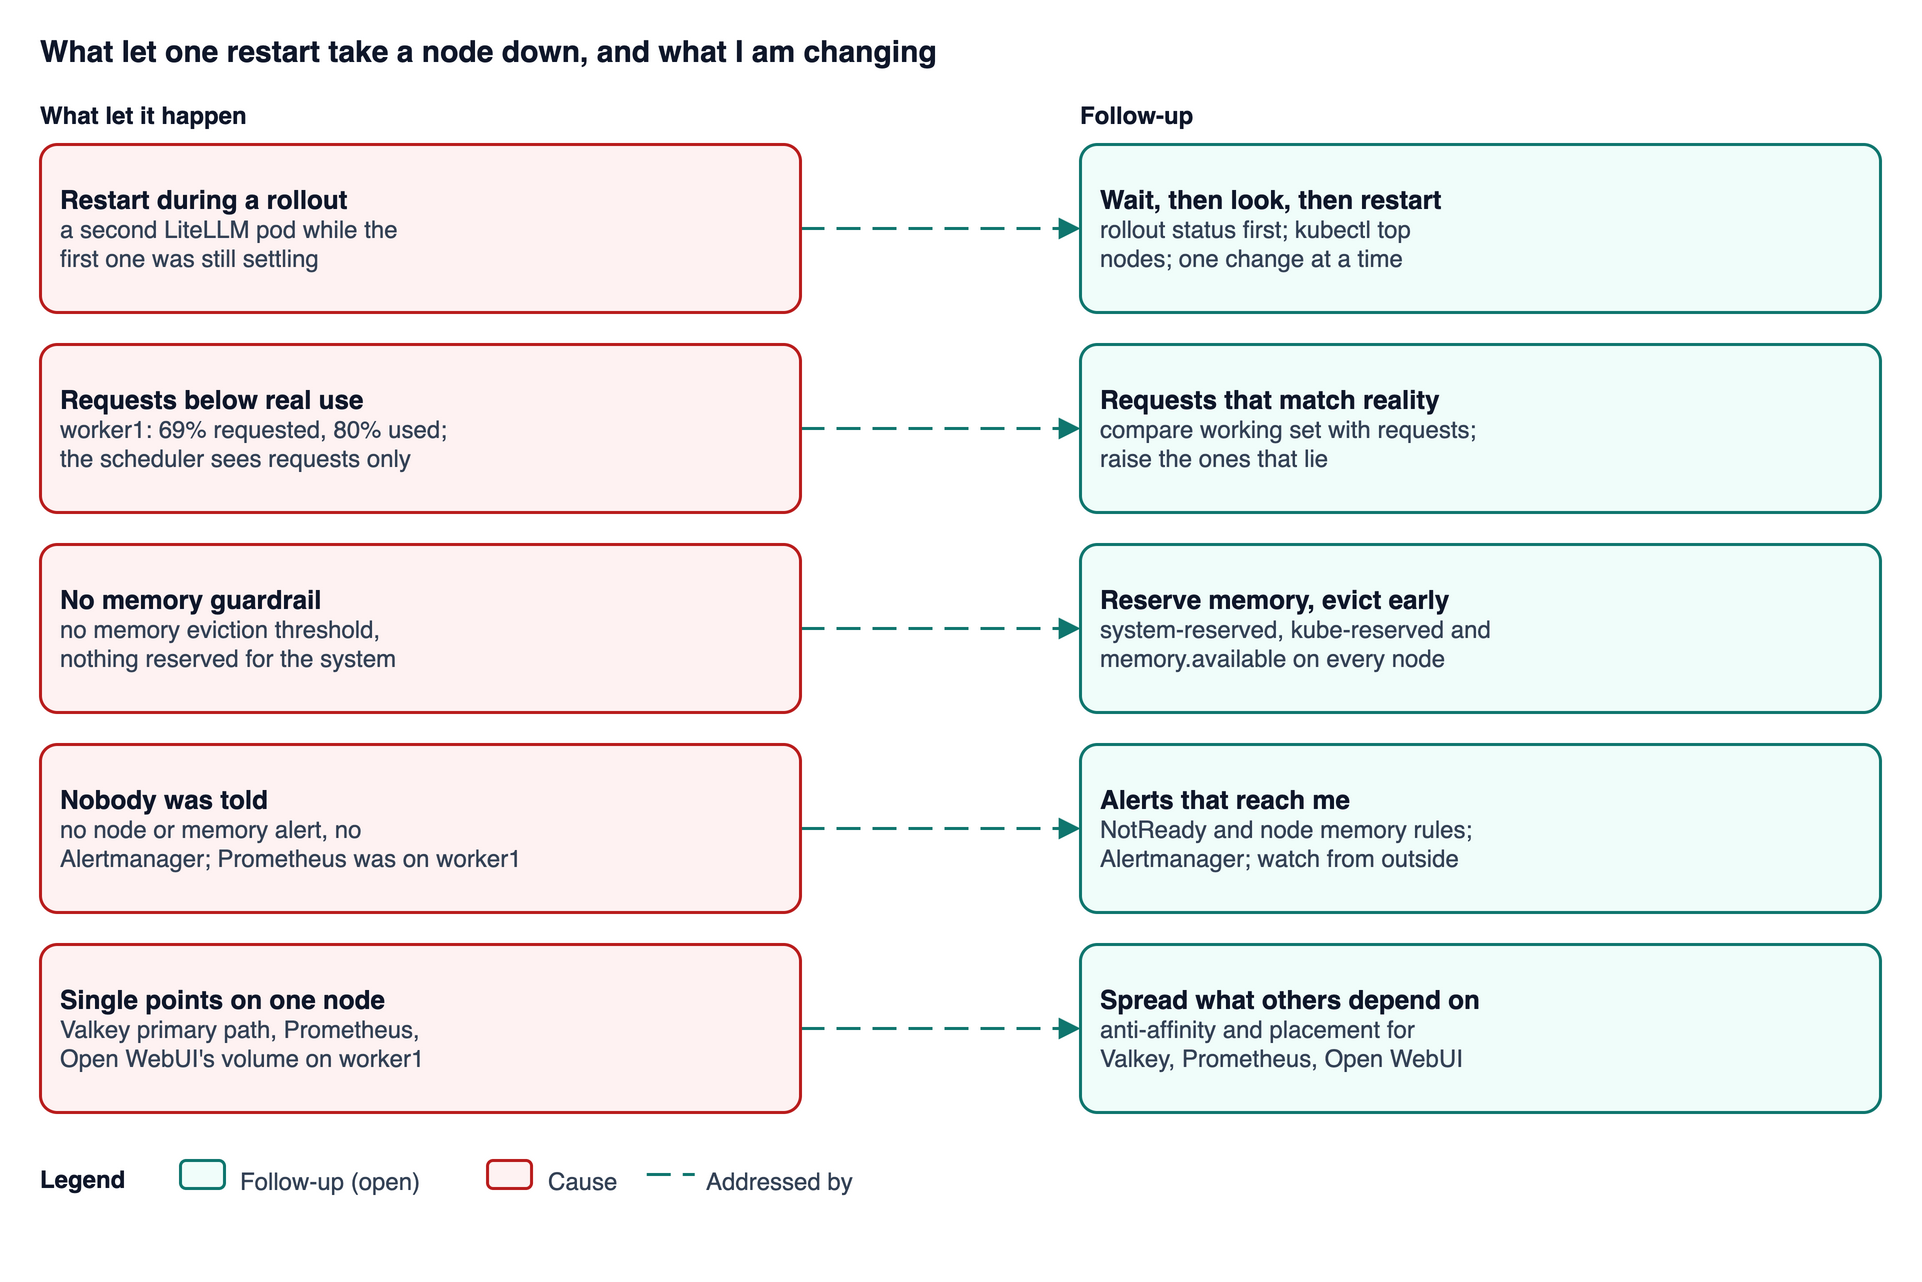 What let one restart take a node down, and what I am changing
What let it happen
Follow-up
Restart during a rollout
a second LiteLLM pod while the
first one was still settling
Wait, then look, then restart
rollout status first; kubectl top
nodes; one change at a time
Requests below real use
worker1: 69% requested, 80% used;
the scheduler sees requests only
Requests that match reality
compare working set with requests;
raise the ones that lie
No memory guardrail
no memory eviction threshold,
nothing reserved for the system
Reserve memory, evict early
system-reserved, kube-reserved and
memory.available on every node
Nobody was told
no node or memory alert, no
Alertmanager; Prometheus was on worker1
Alerts that reach me
NotReady and node memory rules;
Alertmanager; watch from outside
Single points on one node
Valkey primary path, Prometheus,
Open WebUI's volume on worker1
Spread what others depend on
anti-affinity and placement for
Valkey, Prometheus, Open WebUI
Legend
Follow-up (open)
Cause
Addressed by